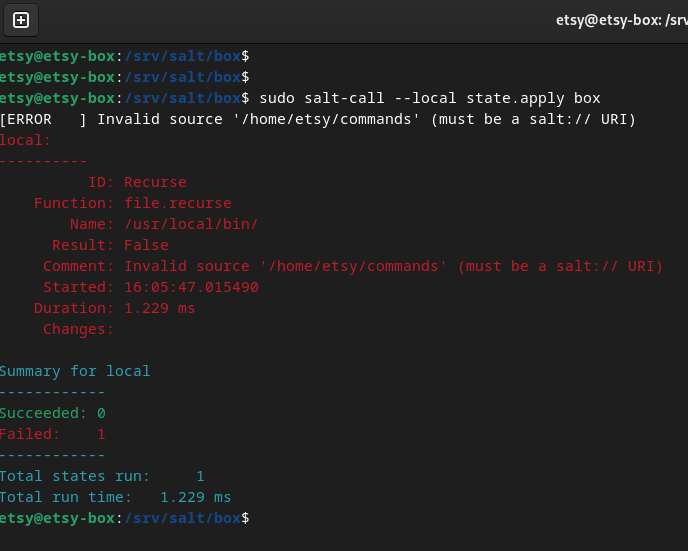 etsy@etsy-box: /srv
etsy@etsy-box:/srv/salt/box$
etsy@etsy-box:/srv/salt/box$
etsy@etsy-box:/srv/salt/box$ sudo salt-call --local state.apply box
[ERROR   ] Invalid source '/home/etsy/commands' (must be a salt:// URI)
local:
----------
          ID: Recurse
    Function: file.recurse
        Name: /usr/local/bin/
      Result: False
     Comment: Invalid source '/home/etsy/commands' (must be a salt:// URI)
     Started: 16:05:47.015490
    Duration: 1.229 ms
     Changes:
Summary for local
------------
Succeeded: 0
Failed:    1
------------
Total states run:     1
Total run time:   1.229 ms
etsy@etsy-box:/srv/salt/box$